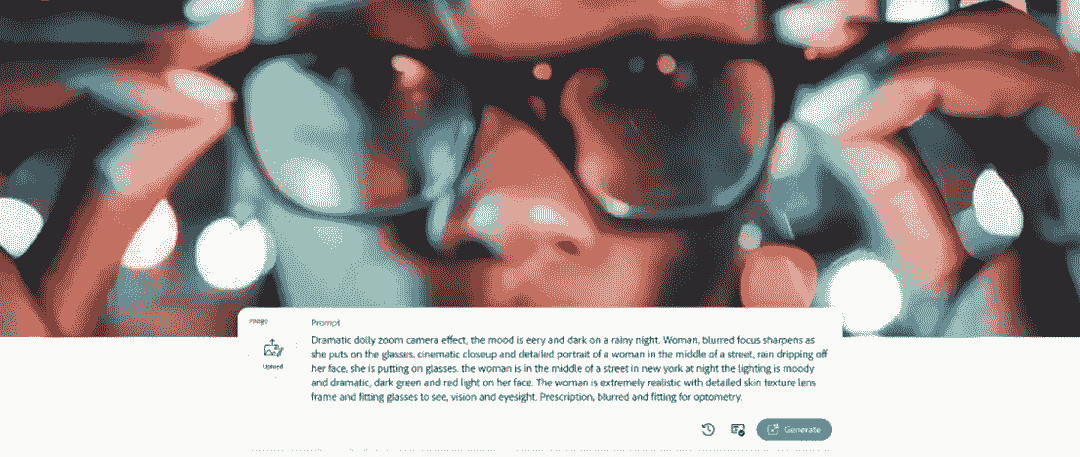 Image
Prompt
Upload
Dramatic dolly zoom camera effect, the mood is eery and dark on a rainy night. Woman, blurred focus sharpens as
she puts on the glasses. cinematic closeup and detailed portrait of a woman in the middle of a street, rain dripping off
her face, she is putting on glasses. the woman is in the middle of a street in new york at night the lighting is moody
and dramatic, dark green and red light on her face. The woman is extremely realistic with detailed skin texture lens
frame and fitting glasses to see, vision and eyesight. Prescription, blurred and fitting for optometry.
Generate